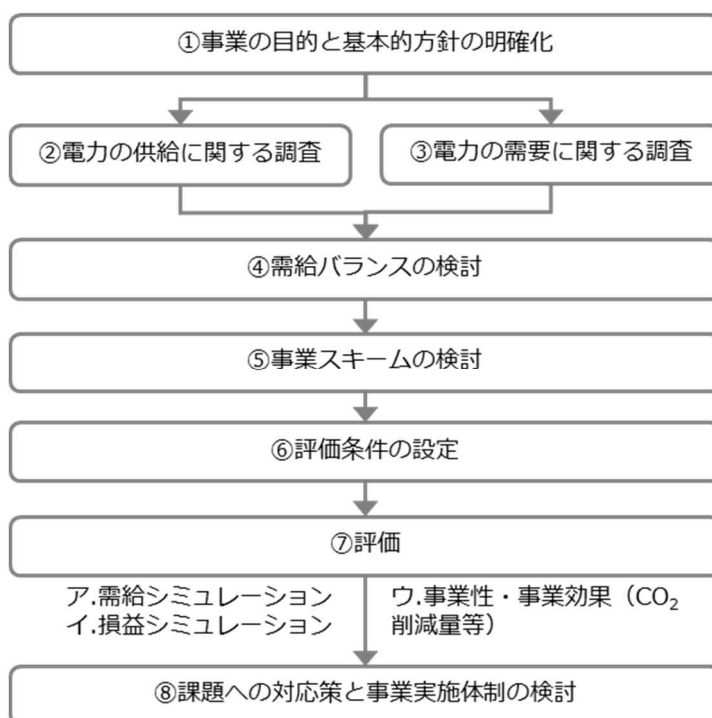 ①事業の目的と基本的方針の明確化
②電力の供給に関する調査
③電力の需要に関する調査
④需給バランスの検討
⑤事業スキームの検討
⑥評価条件の設定
⑦評価
ア.需給シミュレーション
イ.損益シミュレーション
ウ.事業性・事業効果（CO₂
削減量等）
⑧課題への対応策と事業実施体制の検討